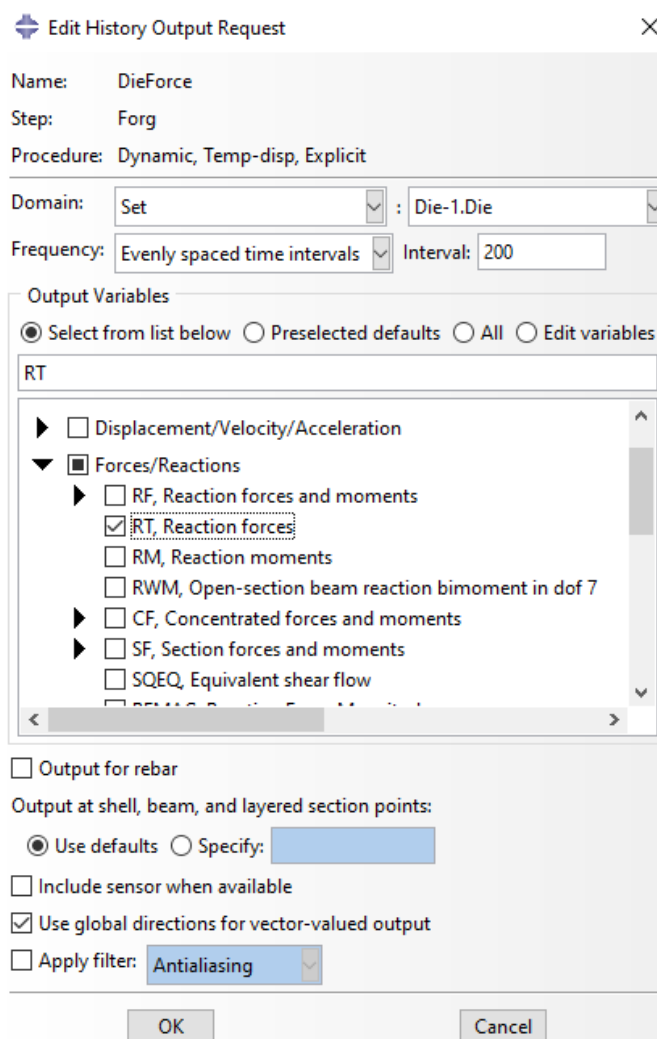 Edit History Output Request
Name: DieForce
Step: Forg
Procedure: Dynamic, Temp-disp, Explicit
Domain: Set : Die-1.Die
Frequency: Evenly spaced time intervals Interval: 200
Output Variables
Select from list below Preselected defaults All Edit variables
RT
Displacement/Velocity/Acceleration
Forces/Reactions
RF, Reaction forces and moments
RT, Reaction forces
RM, Reaction moments
RWM, Open-section beam reaction bimoment in dof 7
CF, Concentrated forces and moments
SF, Section forces and moments
SQEQ, Equivalent shear flow
Output for rebar
Output at shell, beam, and layered section points:
Use defaults Specify:
Include sensor when available
Use global directions for vector-valued output
Apply filter: Antialiasing
OK Cancel